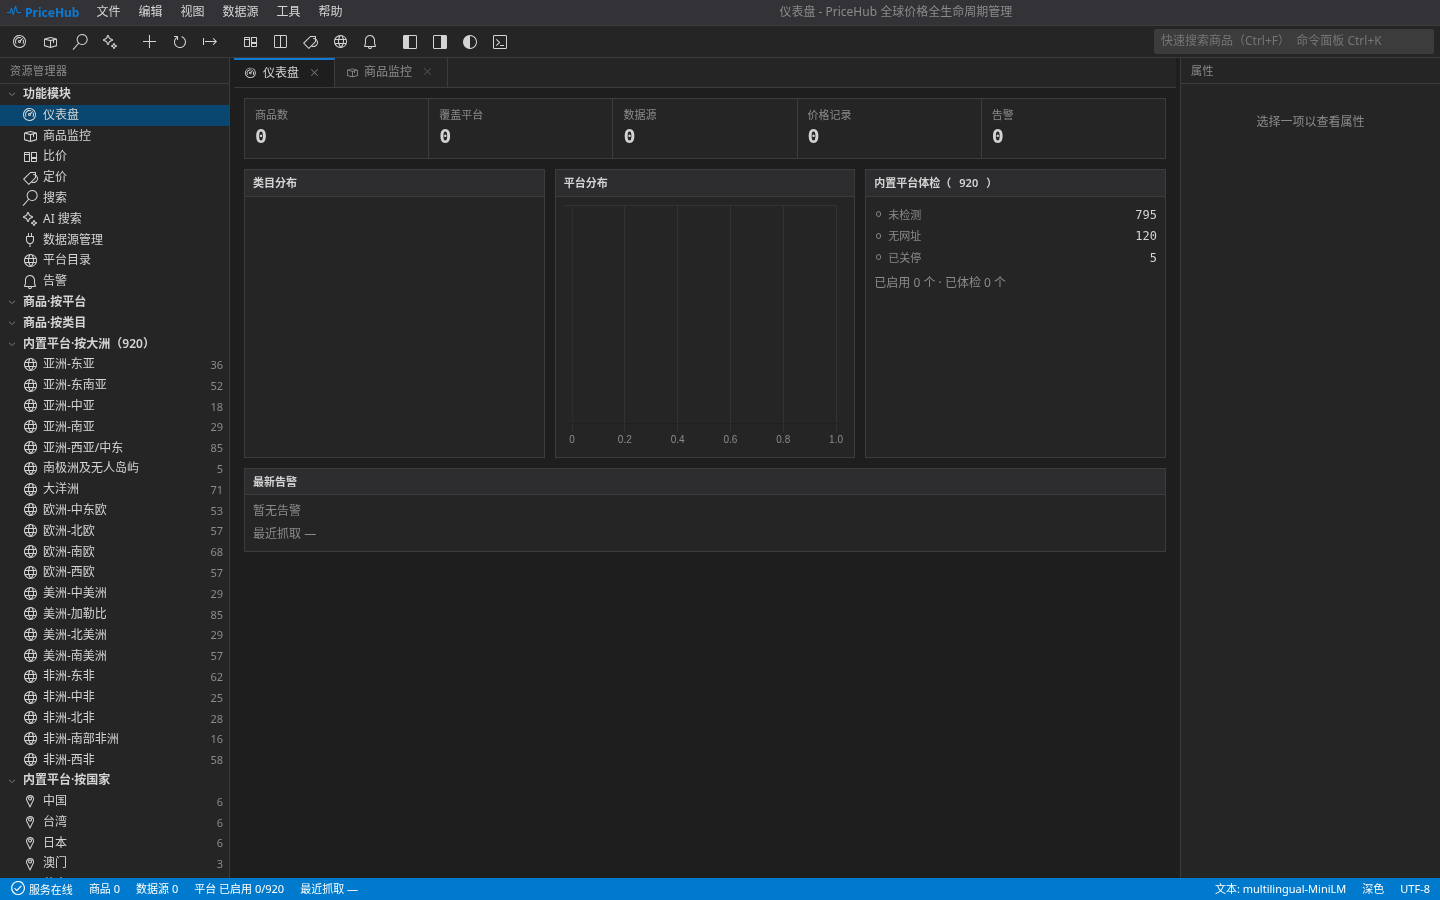 PriceHub 文件 编辑 视图 数据源 工具 帮助 仪表盘 - PriceHub 全球价格全生命周期管理
快速搜索商品（Ctrl+F） 命令面板 Ctrl+K
资源管理器
功能模块
仪表盘
商品监控
比价
定价
搜索
AI 搜索
数据源管理
平台目录
告警
商品·按平台
商品·按类目
内置平台·按大洲（920）
亚洲-东亚 36
亚洲-东南亚 52
亚洲-中亚 18
亚洲-南亚 29
亚洲-西亚/中东 85
南极洲及无人岛屿 5
大洋洲 71
欧洲-中东欧 53
欧洲-北欧 57
欧洲-南欧 68
欧洲-西欧 57
美洲-中美洲 29
美洲-加勒比 85
美洲-北美洲 29
美洲-南美洲 57
非洲-东非 62
非洲-中非 25
非洲-北非 28
非洲-南部非洲 16
非洲-西非 58
内置平台·按国家
中国 6
台湾 6
日本 6
澳门 3
仪表盘 商品监控
商品数 覆盖平台 数据源 价格记录 告警
0 0 0 0 0
类目分布
平台分布
0 0.2 0.4 0.6 0.8 1.0
内置平台体检（ 920 ）
未检测 795
无网址 120
已关停 5
已启用 0 个 · 已体检 0 个
最新告警
暂无告警
最近抓取 —
属性
选择一项以查看属性
服务在线 商品 0 数据源 0 平台 已启用 0/920 最近抓取 — 文本: multilingual-MiniLM 深色 UTF-8